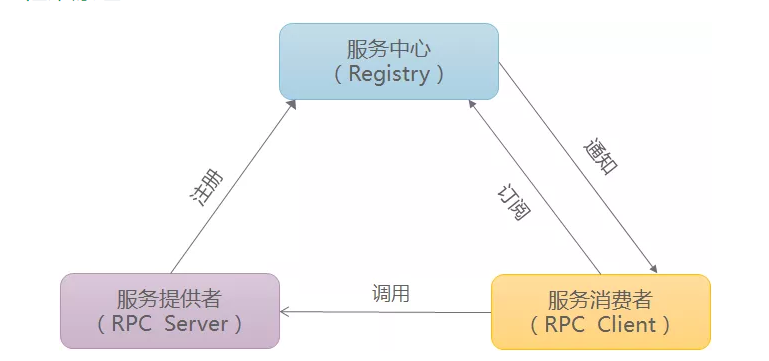 服务中心
（Registry）
注册
订阅
通知
调用
服务提供者
（RPC Server）
服务消费者
（RPC Client）